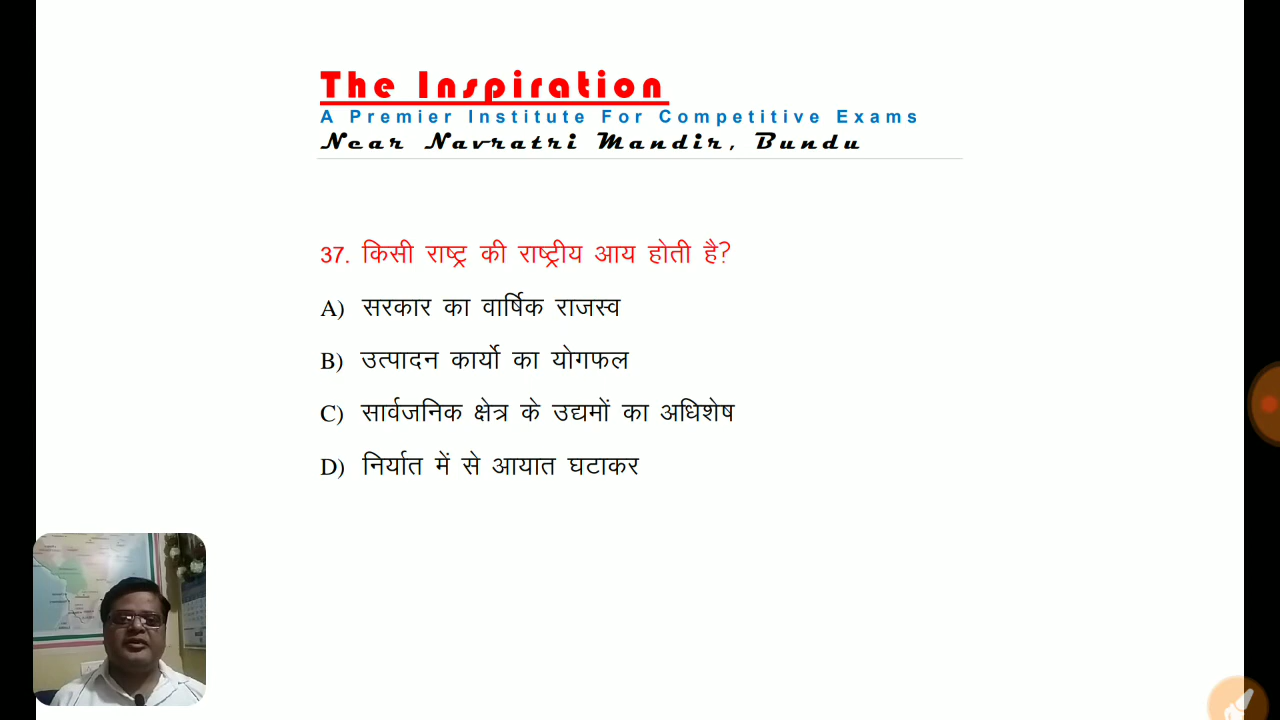 The Inspiration
A Premier Institute For Competitive Exams
Near Navratri Mandir, Bundu
37. किसी राष्ट्र की राष्ट्रीय आय होती है?
A) सरकार का वार्षिक राजस्व
B) उत्पादन कार्यो का योगफल
C) सार्वजनिक क्षेत्र के उद्यमों का अधिशेष
D) निर्यात में से आयात घटाकर